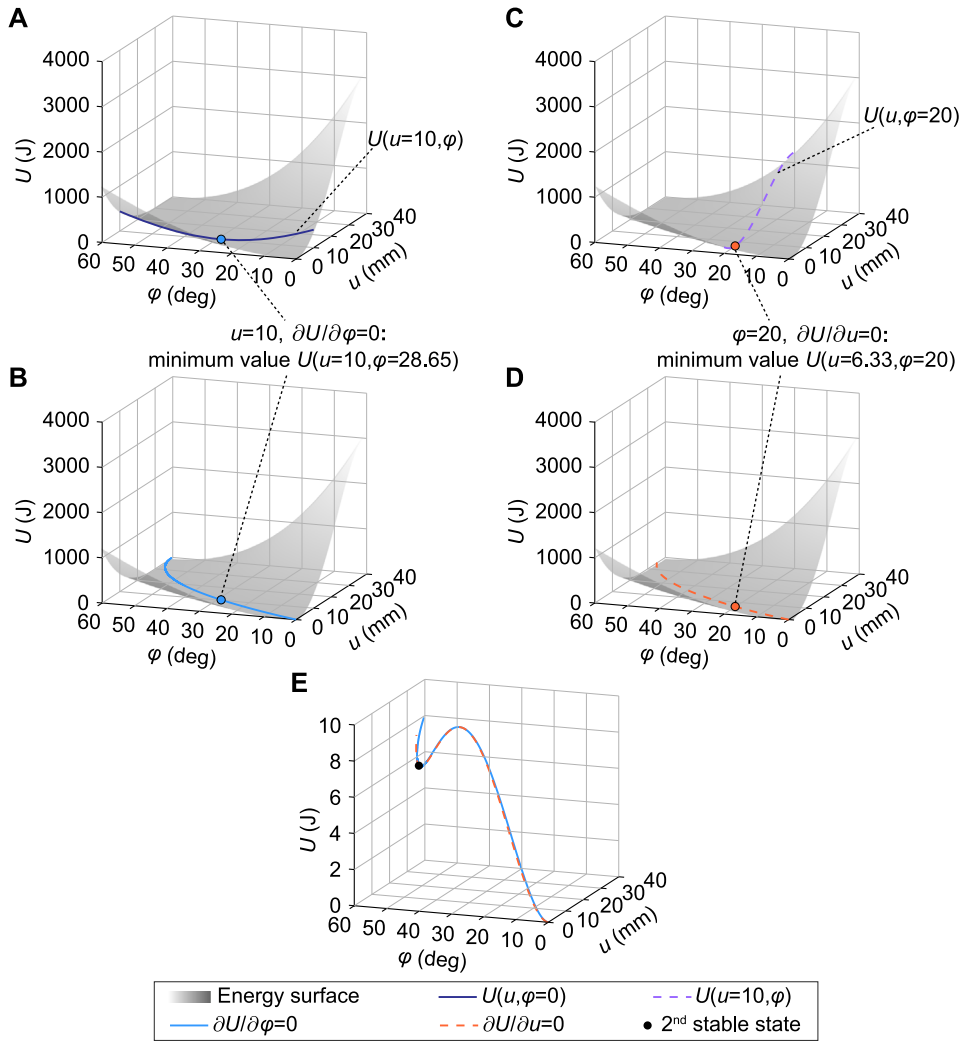 A
4000
3000
2000
1000
0
U (J)
60 50 40 30 20 10 0
φ (deg)
0 10 20 30 40
u (mm)
U(u=10,φ)
C
4000
3000
2000
1000
0
U (J)
60 50 40 30 20 10 0
φ (deg)
0 10 20 30 40
u (mm)
U(u,φ=20)
u=10, ∂U/∂φ=0:
minimum value U(u=10,φ=28.65)
φ=20, ∂U/∂u=0:
minimum value U(u=6.33,φ=20)
B
4000
3000
2000
1000
0
U (J)
60 50 40 30 20 10 0
φ (deg)
0 10 20 30 40
u (mm)
D
4000
3000
2000
1000
0
U (J)
60 50 40 30 20 10 0
φ (deg)
0 10 20 30 40
u (mm)
E
10
8
6
4
2
0
U (J)
60 50 40 30 20 10 0
φ (deg)
0 10 20 30 40
u (mm)
Energy surface
U(u,φ=0)
U(u=10,φ)
∂U/∂φ=0
∂U/∂u=0
2nd stable state